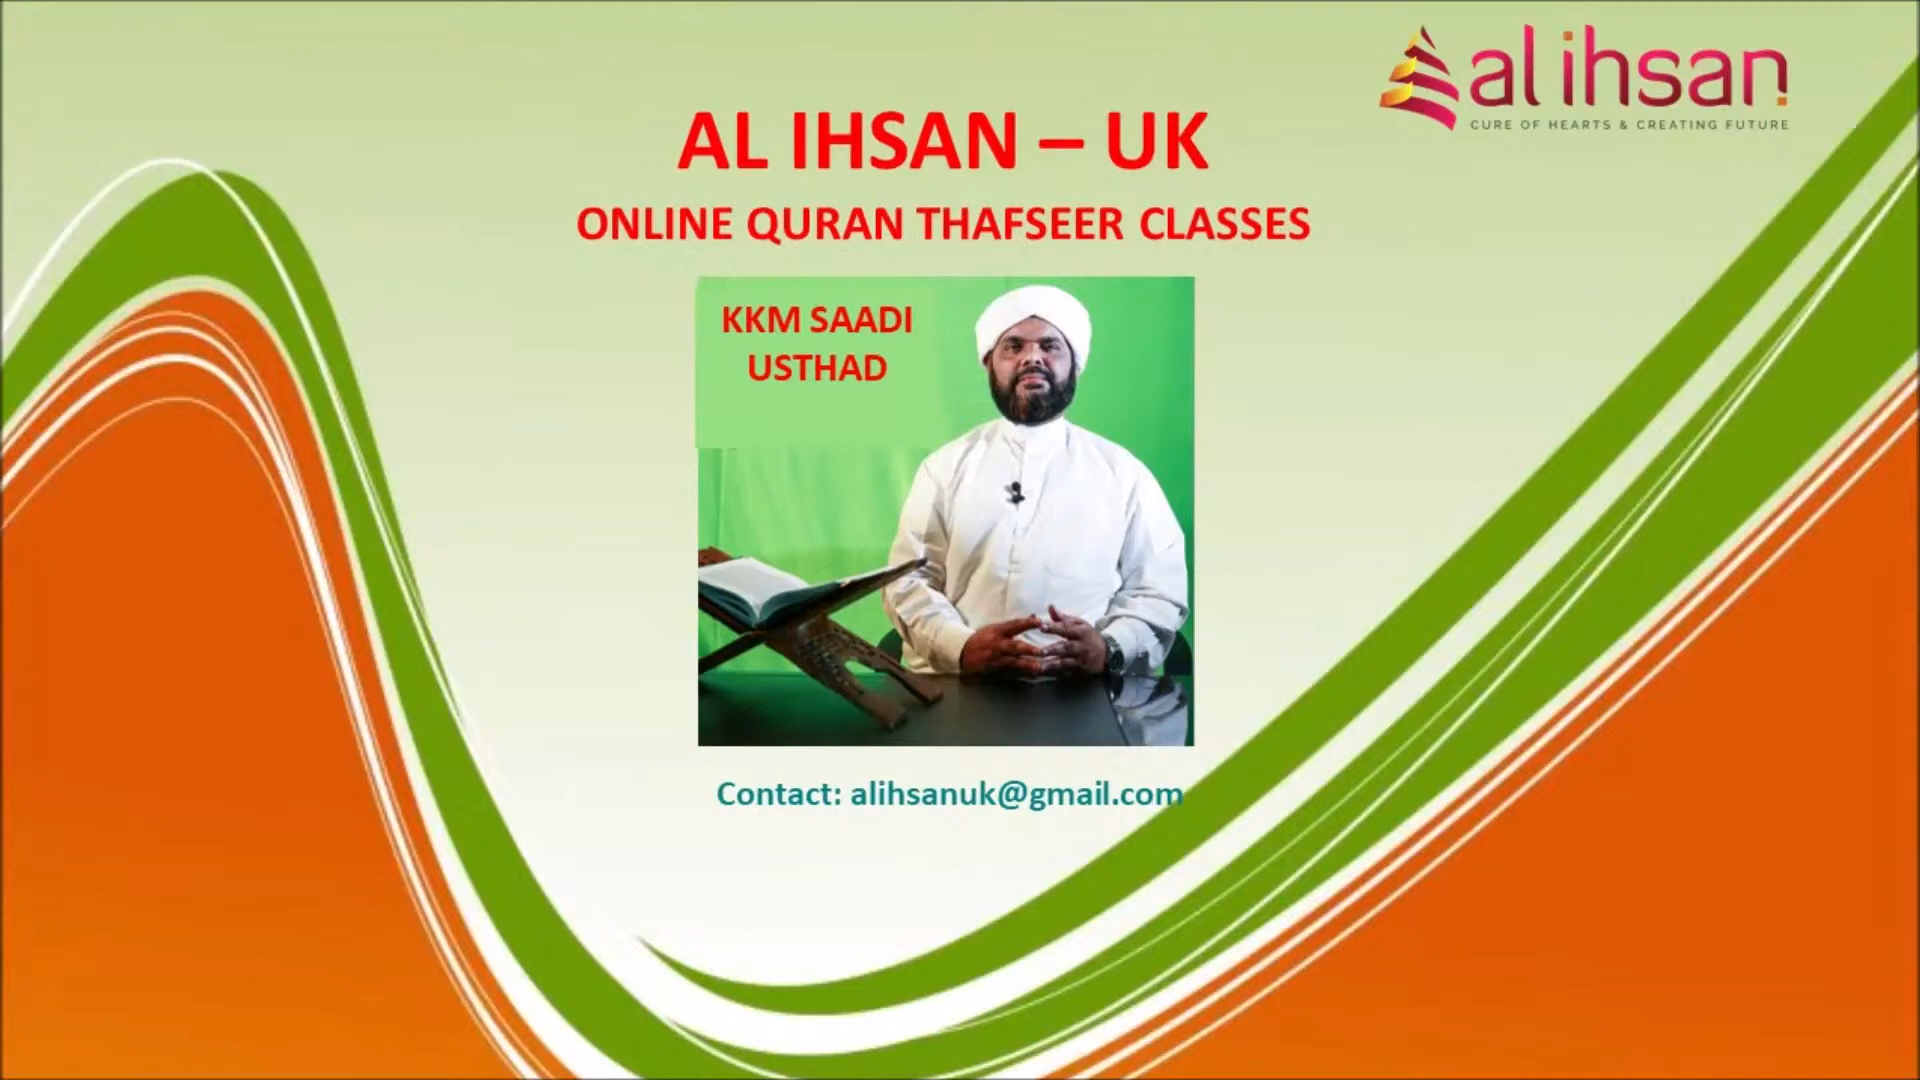 al ihsan
CURE OF HEARTS & CREATING FUTURE
AL IHSAN – UK
ONLINE QURAN THAFSEER CLASSES
KKM SAADI
USTHAD
Contact: alihsanuk@gmail.com